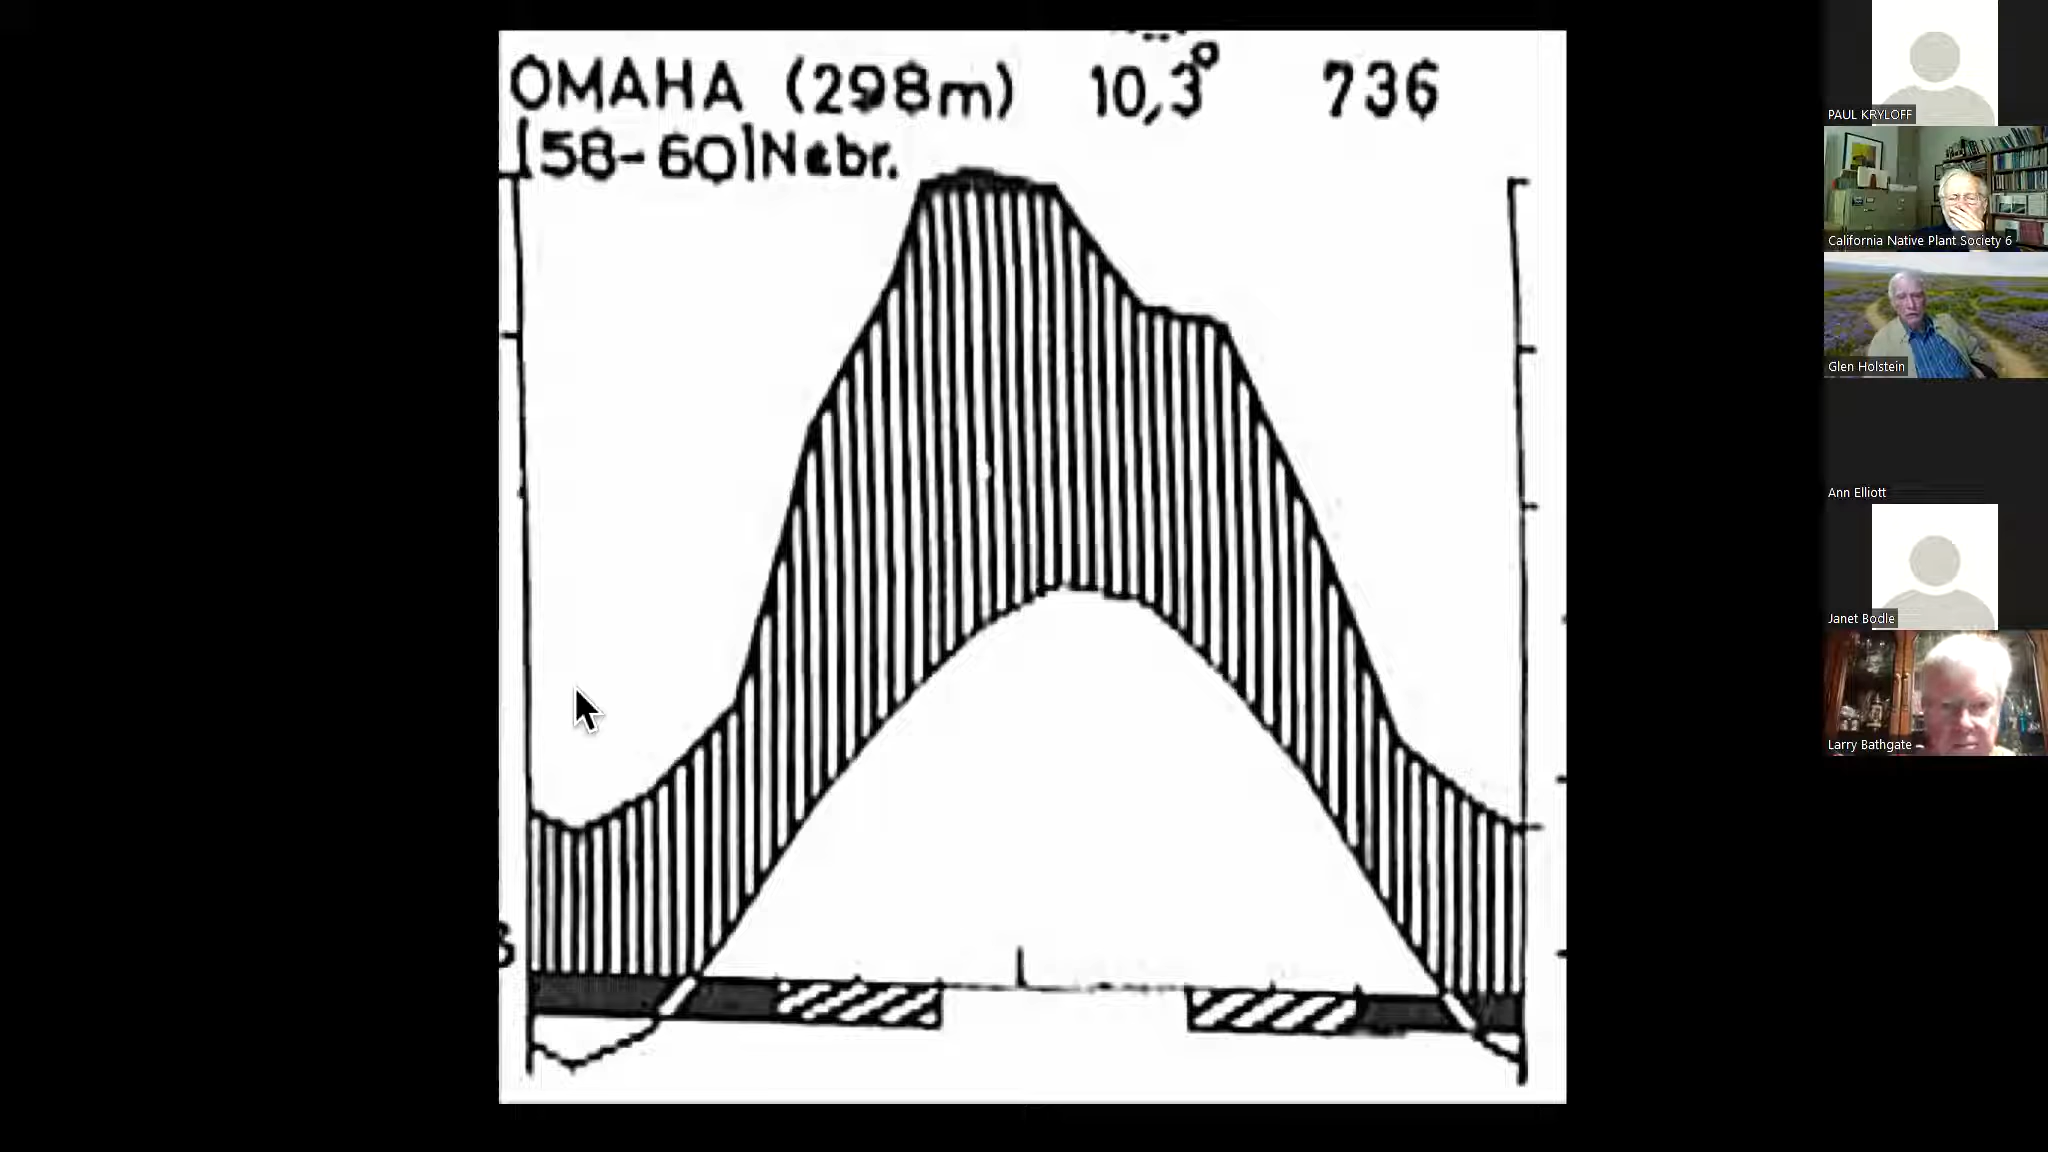 OMAHA (298m) 10,3° 736
[58-60] Nebr.
PAUL KRYLOFF
California Native Plant Society 6
Glen Holstein
Ann Elliott
Janet Bodle
Larry Bathgate